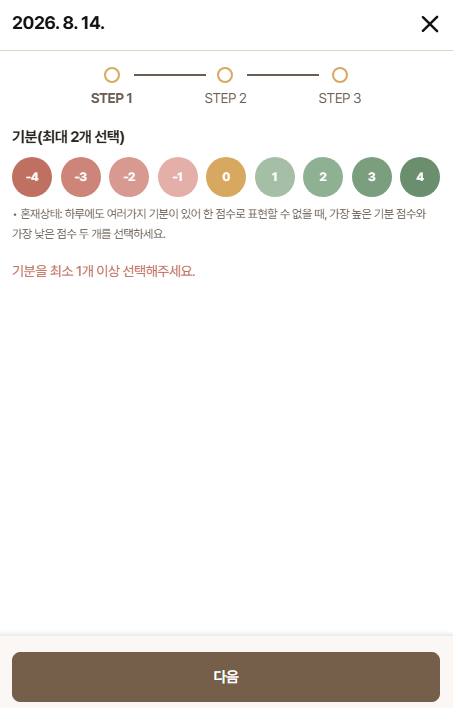 2026. 8. 14.
STEP 1 STEP 2 STEP 3
기분(최대 2개 선택)
-4 -3 -2 -1 0 1 2 3 4
• 혼재상태: 하루에도 여러가지 기분이 있어 한 점수로 표현할 수 없을 때, 가장 높은 기분 점수와
가장 낮은 점수 두 개를 선택하세요.
기분을 최소 1개 이상 선택해주세요.
다음